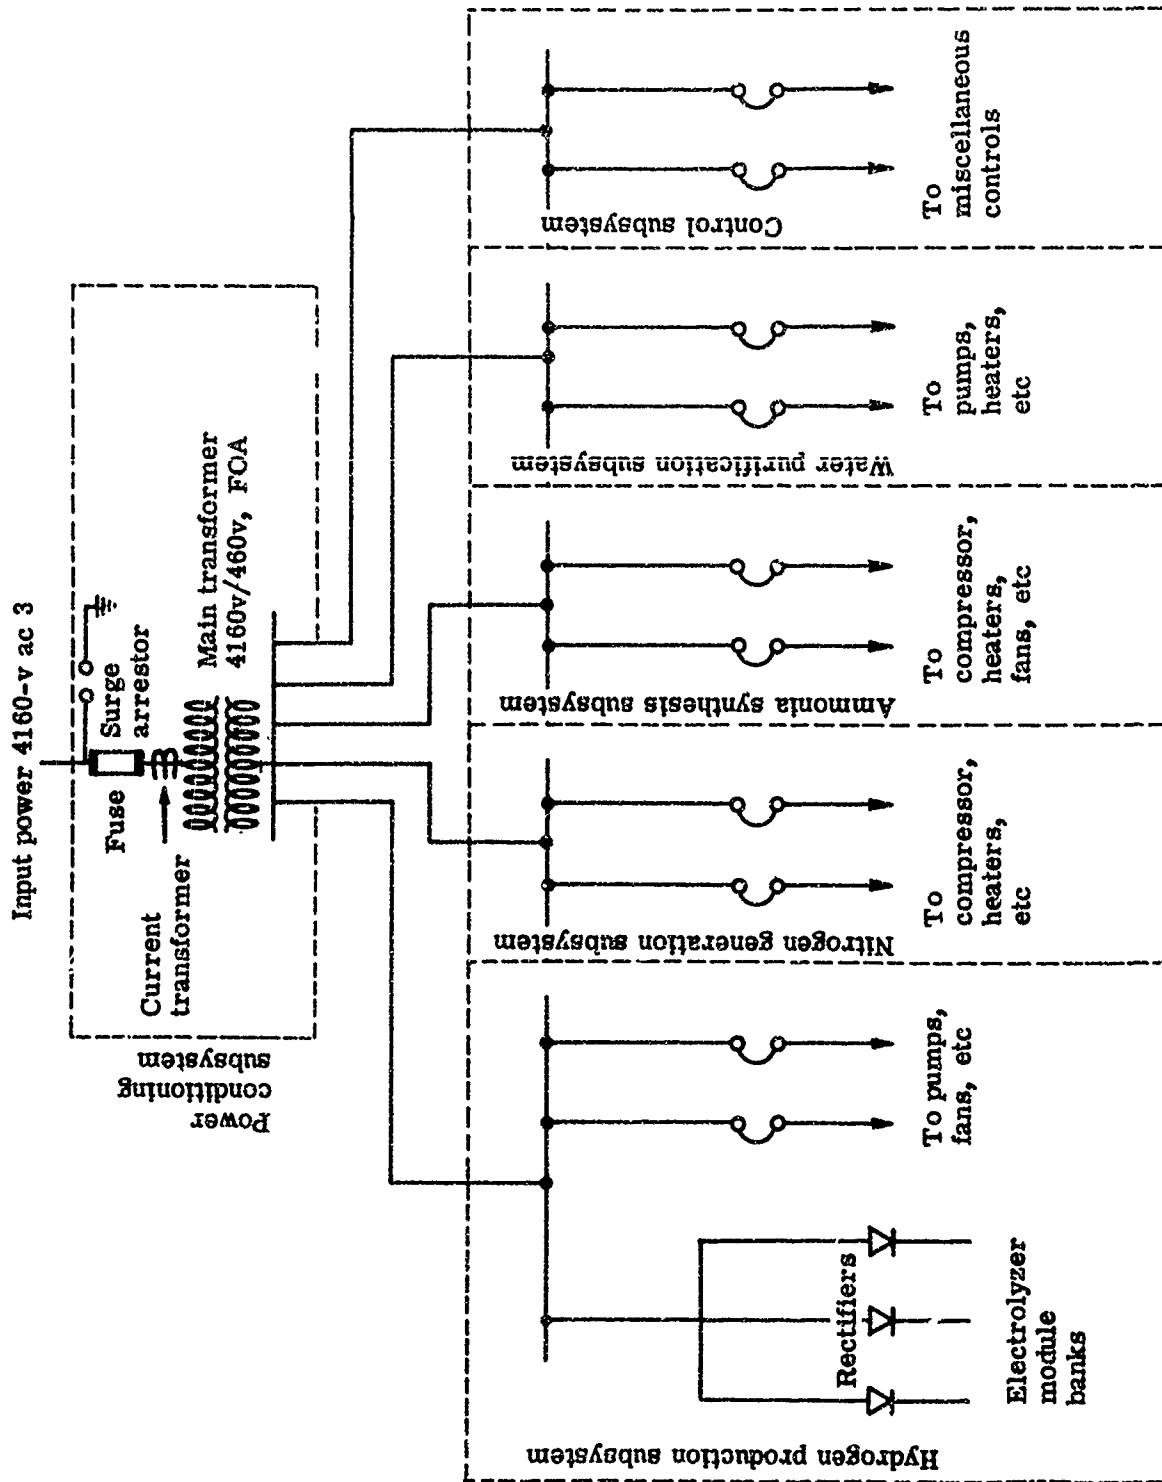 Input power 4160-v ac 3
Surge
arrestor
Fuse
Current
transformer
Main transformer
4160v/460v, FOA
Power
conditioning
subsystem
Hydrogen production subsystem
Rectifiers
Electrolyzer
module
banks
To pumps,
fans, etc
Nitrogen generation subsystem
To
compressor,
heaters,
etc
Ammonia synthesis subsystem
To
compressor,
heaters,
fans, etc
Water purification subsystem
To
pumps,
heaters,
etc
Control subsystem
To
miscellaneous
controls